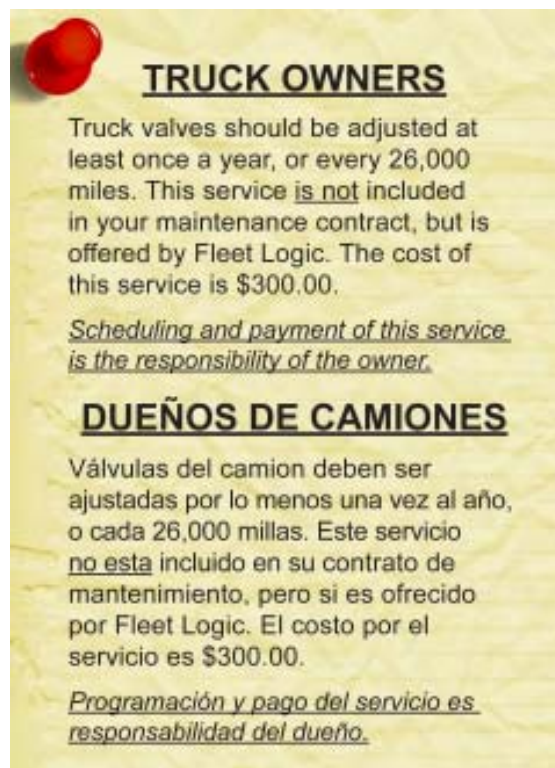 TRUCK OWNERS
Truck valves should be adjusted at
least once a year, or every 26,000
miles. This service is not included
in your maintenance contract, but is
offered by Fleet Logic. The cost of
this service is $300.00.
Scheduling and payment of this service
is the responsibility of the owner.
DUEÑOS DE CAMIONES
Válvulas del camion deben ser
ajustadas por lo menos una vez al año,
o cada 26,000 millas. Este servicio
no esta incluido en su contrato de
mantenimiento, pero si es ofrecido
por Fleet Logic. El costo por el
servicio es $300.00.
Programación y pago del servicio es
responsabilidad del dueño.